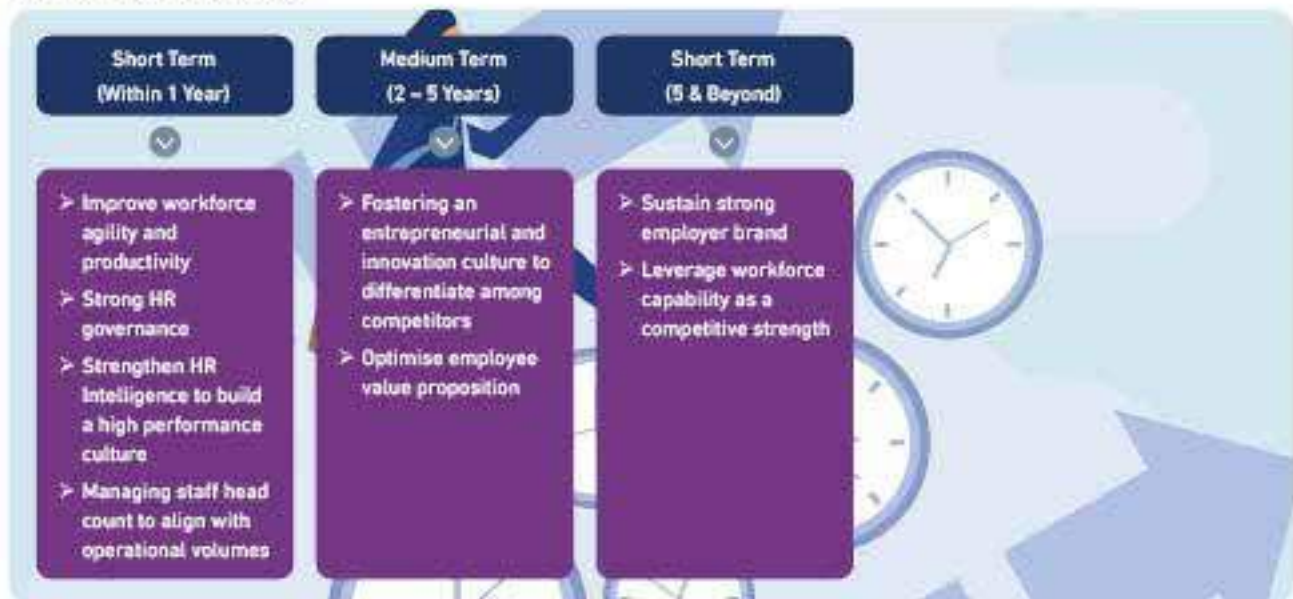 Short Term
(Within 1 Year)
➢ Improve workforce
agility and
productivity
➢ Strong HR
governance
➢ Strengthen HR
Intelligence to build
a high performance
culture
➢ Managing staff head
count to align with
operational volumes
Medium Term
(2 – 5 Years)
➢ Fostering an
entrepreneurial and
innovation culture to
differentiate among
competitors
➢ Optimise employee
value proposition
Short Term
(5 & Beyond)
➢ Sustain strong
employer brand
➢ Leverage workforce
capability as a
competitive strength